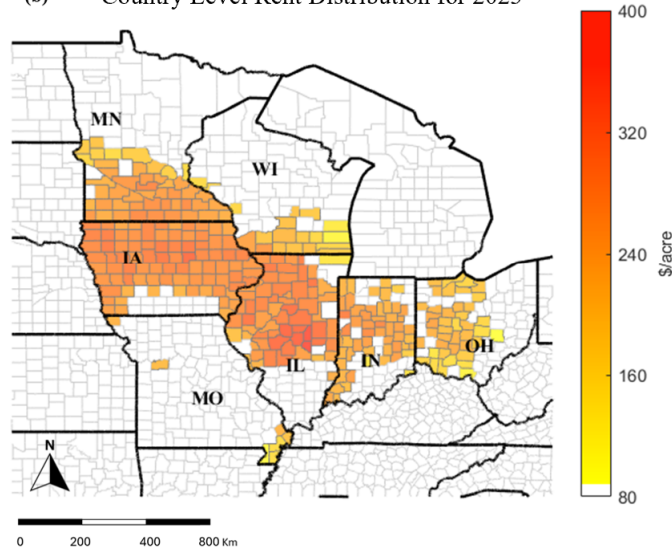 (b) Country Level Rent Distribution for 2023
400
MN
320
WI
IA
240
$/acre
160
IL
IN
OH
MO
N
80
0 200 400 800 Km